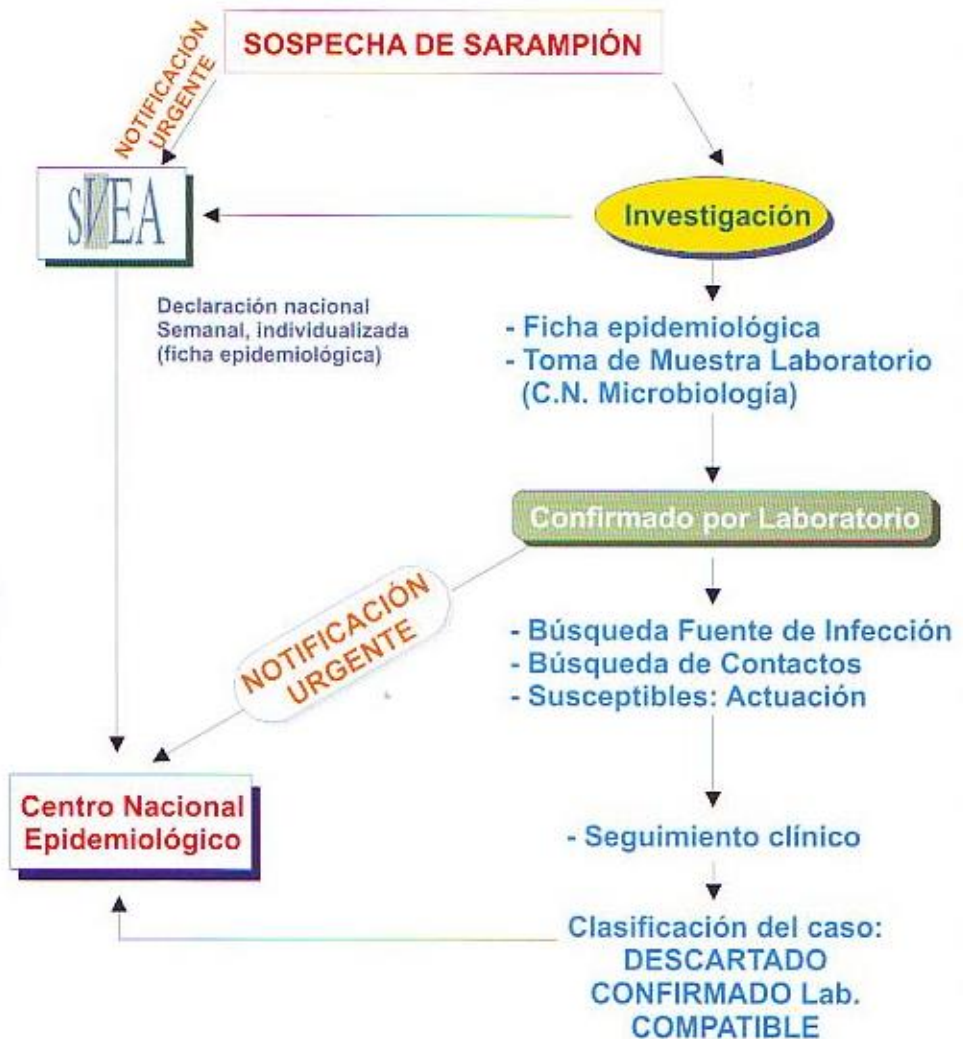 SOSPECHA DE SARAMPIÓN
NOTIFICACIÓN
URGENTE
SVEA
Investigación
Declaración nacional
Semanal, individualizada
(ficha epidemiológica)
- Ficha epidemiológica
- Toma de Muestra Laboratorio
(C.N. Microbiología)
Confirmado por Laboratorio
NOTIFICACIÓN
URGENTE
- Búsqueda Fuente de Infección
- Búsqueda de Contactos
- Susceptibles: Actuación
Centro Nacional
Epidemiológico
- Seguimiento clínico
Clasificación del caso:
DESCARTADO
CONFIRMADO Lab.
COMPATIBLE